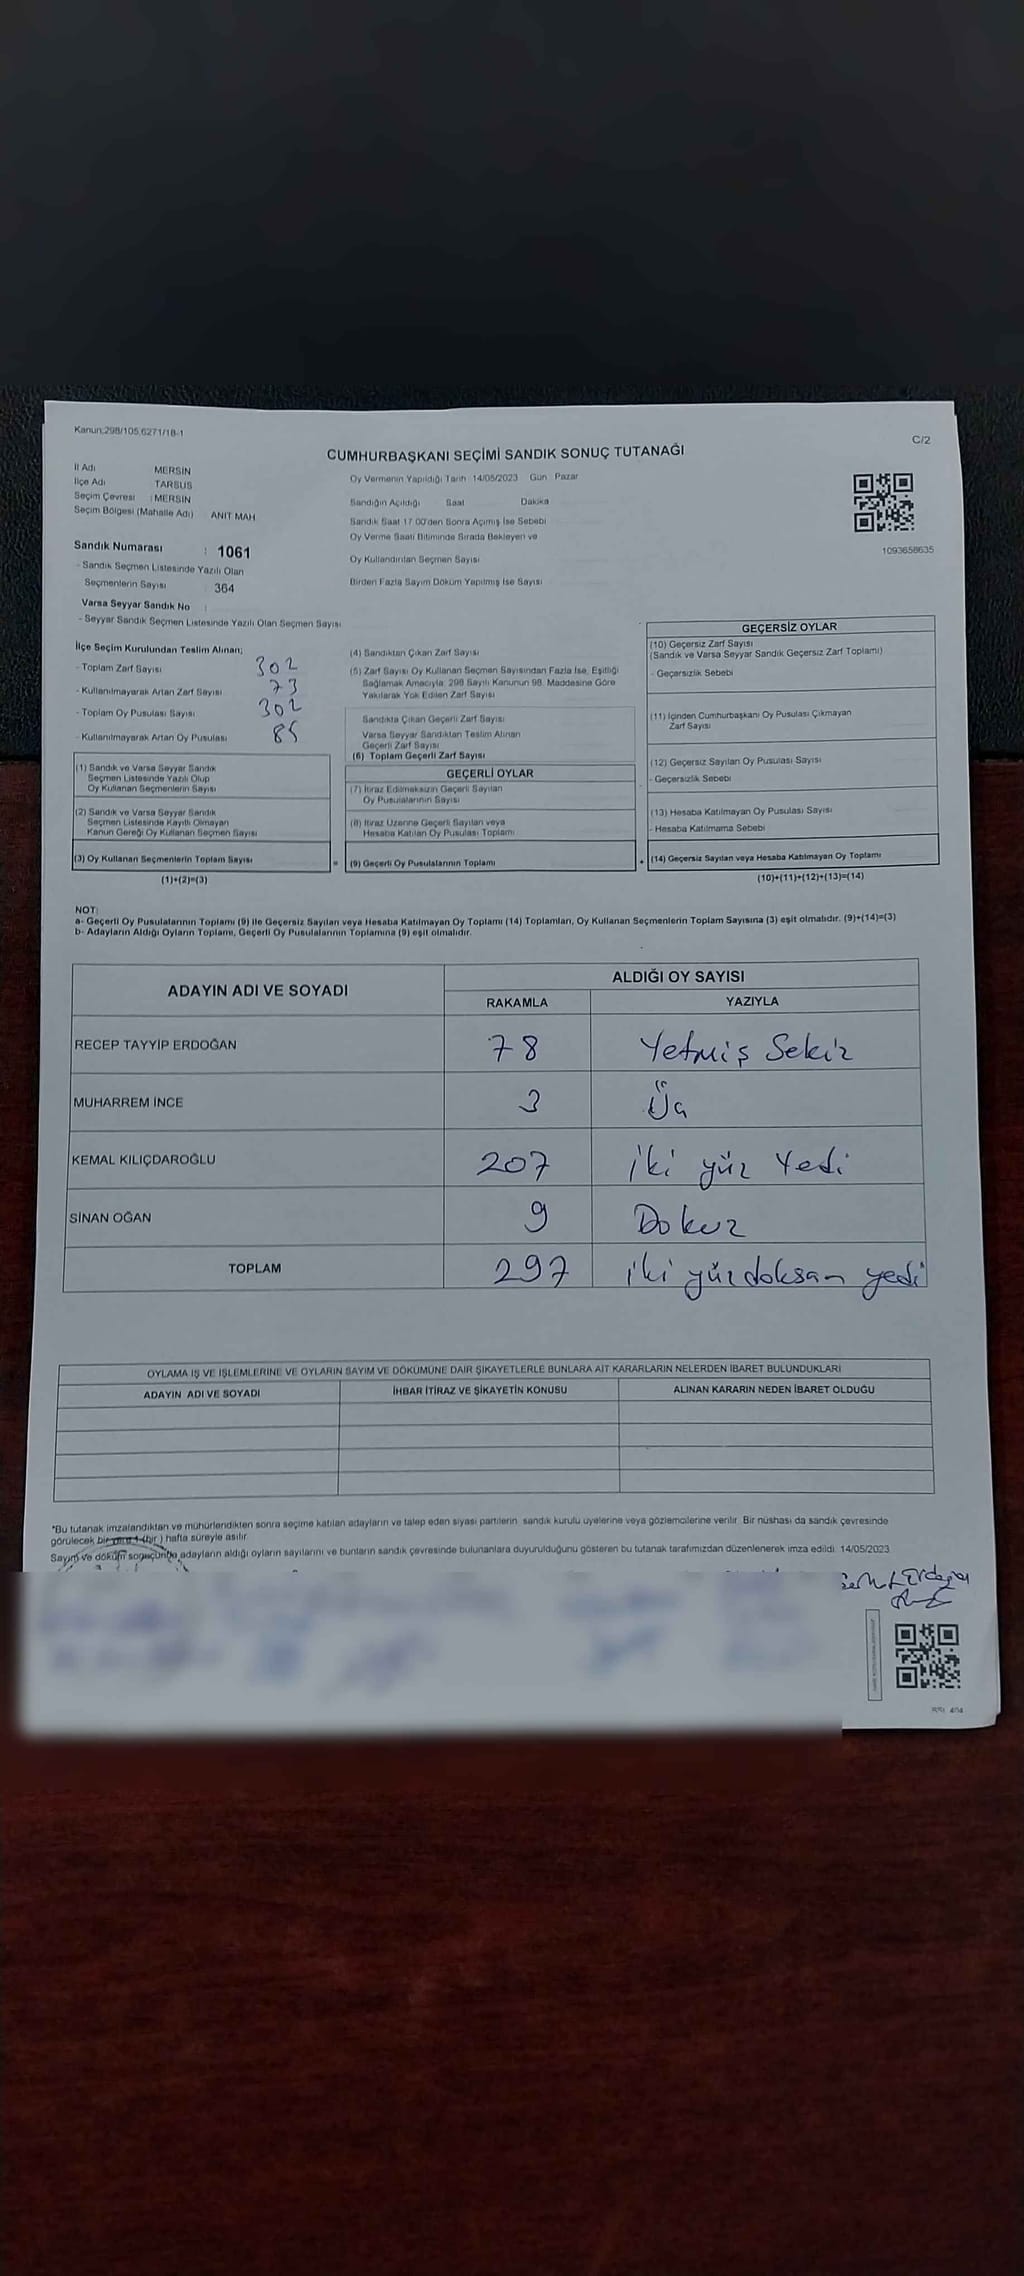 Kanun:298/105,6271/18-1
C/2
CUMHURBAŞKANI SEÇİMİ SANDIK SONUÇ TUTANAĞI
İl Adı MERSİN
İlçe Adı TARSUS
Seçim Çevresi : MERSİN
Seçim Bölgesi (Mahalle Adı) ANIT MAH
Sandık Numarası : 1061
- Sandık Seçmen Listesinde Yazılı Olan
Seçmenlerin Sayısı : 364
Varsa Seyyar Sandık No :
- Seyyar Sandık Seçmen Listesinde Yazılı Olan Seçmen Sayısı
Oy Vermenin Yapıldığı Tarih 14/05/2023 Gün Pazar
Sandığın Açıldığı Saat Dakika
Sandık Saat 17 00'den Sonra Açımış İse Sebebi
Oy Verme Saati Bitiminde Sırada Bekleyen ve
Oy Kullandırılan Seçmen Sayısı
Birden Fazla Sayım Döküm Yapılmış İse Sayısı
1093658635
İlçe Seçim Kurulundan Teslim Alınan;
- Toplam Zarf Sayısı 302
- Kullanılmayarak Artan Zarf Sayısı 73
- Toplam Oy Pusulası Sayısı 302
- Kullanılmayarak Artan Oy Pusulası 85
(1) Sandık ve Varsa Seyyar Sandık
Seçmen Listesinde Yazılı Olup
Oy Kullanan Seçmenlerin Sayısı
(2) Sandık ve Varsa Seyyar Sandık
Seçmen Listesinde Kayıtlı Olmayan
Kanun Gereği Oy Kullanan Seçmen Sayısı
(3) Oy Kullanan Seçmenlerin Toplam Sayısı
(1)+(2)=(3)
(4) Sandıktan Çıkan Zarf Sayısı
(5) Zarf Sayısı Oy Kullanan Seçmen Sayısından Fazla İse, Eşitliği
Sağlamak Amacıyla; 298 Sayılı Kanunun 98. Maddesine Göre
Yakılarak Yok Edilen Zarf Sayısı
Sandıkta Çıkan Geçerli Zarf Sayısı
Varsa Seyyar Sandıktan Teslim Alınan
Geçerli Zarf Sayısı
(6) Toplam Geçerli Zarf Sayısı
=
GEÇERLİ OYLAR
(7) İtiraz Edilmeksizin Geçerli Sayılan
Oy Pusulalarının Sayısı
(8) İtiraz Üzerine Geçerli Sayılan veya
Hesaba Katılan Oy Pusulası Toplamı
(9) Geçerli Oy Pusulalarının Toplamı
+
GEÇERSİZ OYLAR
(10) Geçersiz Zarf Sayısı
(Sandık ve Varsa Seyyar Sandık Geçersiz Zarf Toplamı)
- Geçersizlik Sebebi
(11) İçinden Cumhurbaşkanı Oy Pusulası Çıkmayan
Zarf Sayısı
(12) Geçersiz Sayılan Oy Pusulası Sayısı
- Geçersizlik Sebebi
(13) Hesaba Katılmayan Oy Pusulası Sayısı
- Hesaba Katılmama Sebebi
(14) Geçersiz Sayılan veya Hesaba Katılmayan Oy Toplamı
(10)+(11)+(12)+(13)=(14)
NOT:
a- Geçerli Oy Pusulalarının Toplamı (9) ile Geçersiz Sayılan veya Hesaba Katılmayan Oy Toplamı (14) Toplamları, Oy Kullanan Seçmenlerin Toplam Sayısına (3) eşit olmalıdır. (9)+(14)=(3)
b- Adayların Aldığı Oyların Toplamı, Geçerli Oy Pusulalarının Toplamına (9) eşit olmalıdır.
ADAYIN ADI VE SOYADI ALDIĞI OY SAYISI
RAKAMLA YAZIYLA
RECEP TAYYİP ERDOĞAN 78 Yetmiş Sekiz
MUHARREM İNCE 3 Üç
KEMAL KILIÇDAROĞLU 207 iki yüz Yedi
SİNAN OĞAN 9 Dokuz
TOPLAM 297 iki yüz doksan yedi
OYLAMA İŞ VE İŞLEMLERİNE VE OYLARIN SAYIM VE DÖKÜMÜNE DAİR ŞİKAYETLERLE BUNLARA AİT KARARLARIN NELERDEN İBARET BULUNDUKLARI
ADAYIN ADI VE SOYADI İHBAR İTİRAZ VE ŞİKAYETİN KONUSU ALINAN KARARIN NEDEN İBARET OLDUĞU
*Bu tutanak imzalandıktan ve mühürlendikten sonra seçime katılan adayların ve talep eden siyasi partilerin sandık kurulu üyelerine veya gözlemcilerine verilir. Bir nüshası da sandık çevresinde
görülecek bir yere 1 (bir) hafta süreyle asılır.
Sayım ve döküm sonucunda adayların aldığı oyların sayılarını ve bunların sandık çevresinde bulunanlara duyurulduğunu gösteren bu tutanak tarafımızdan düzenlenerek imza edildi. 14/05/2023